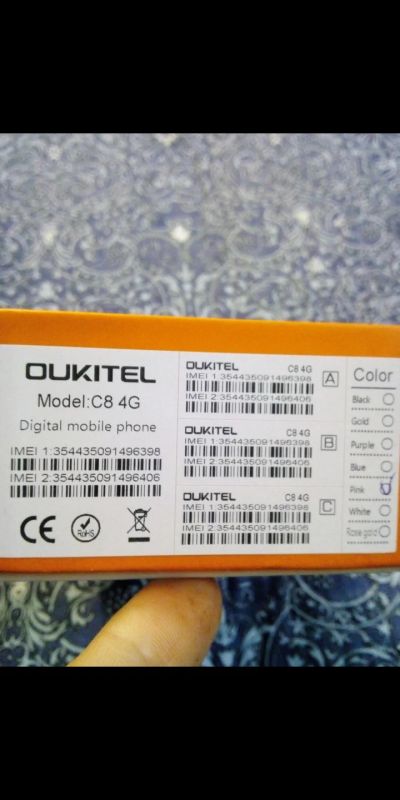 OUKITEL
Model:C8 4G
Digital mobile phone
IMEI 1:354435091496398
IMEI 2:354435091496406
CE
RoHS
OUKITEL C8 4G
IMEI 1:354435091496398
IMEI 2:354435091496406
A
OUKITEL C8 4G
IMEI 1:354435091496398
IMEI 2:354435091496406
B
OUKITEL C8 4G
IMEI 1:354435091496398
IMEI 2:354435091496406
C
Color
Black
Gold
Purple
Blue
Pink
White
Rose gold